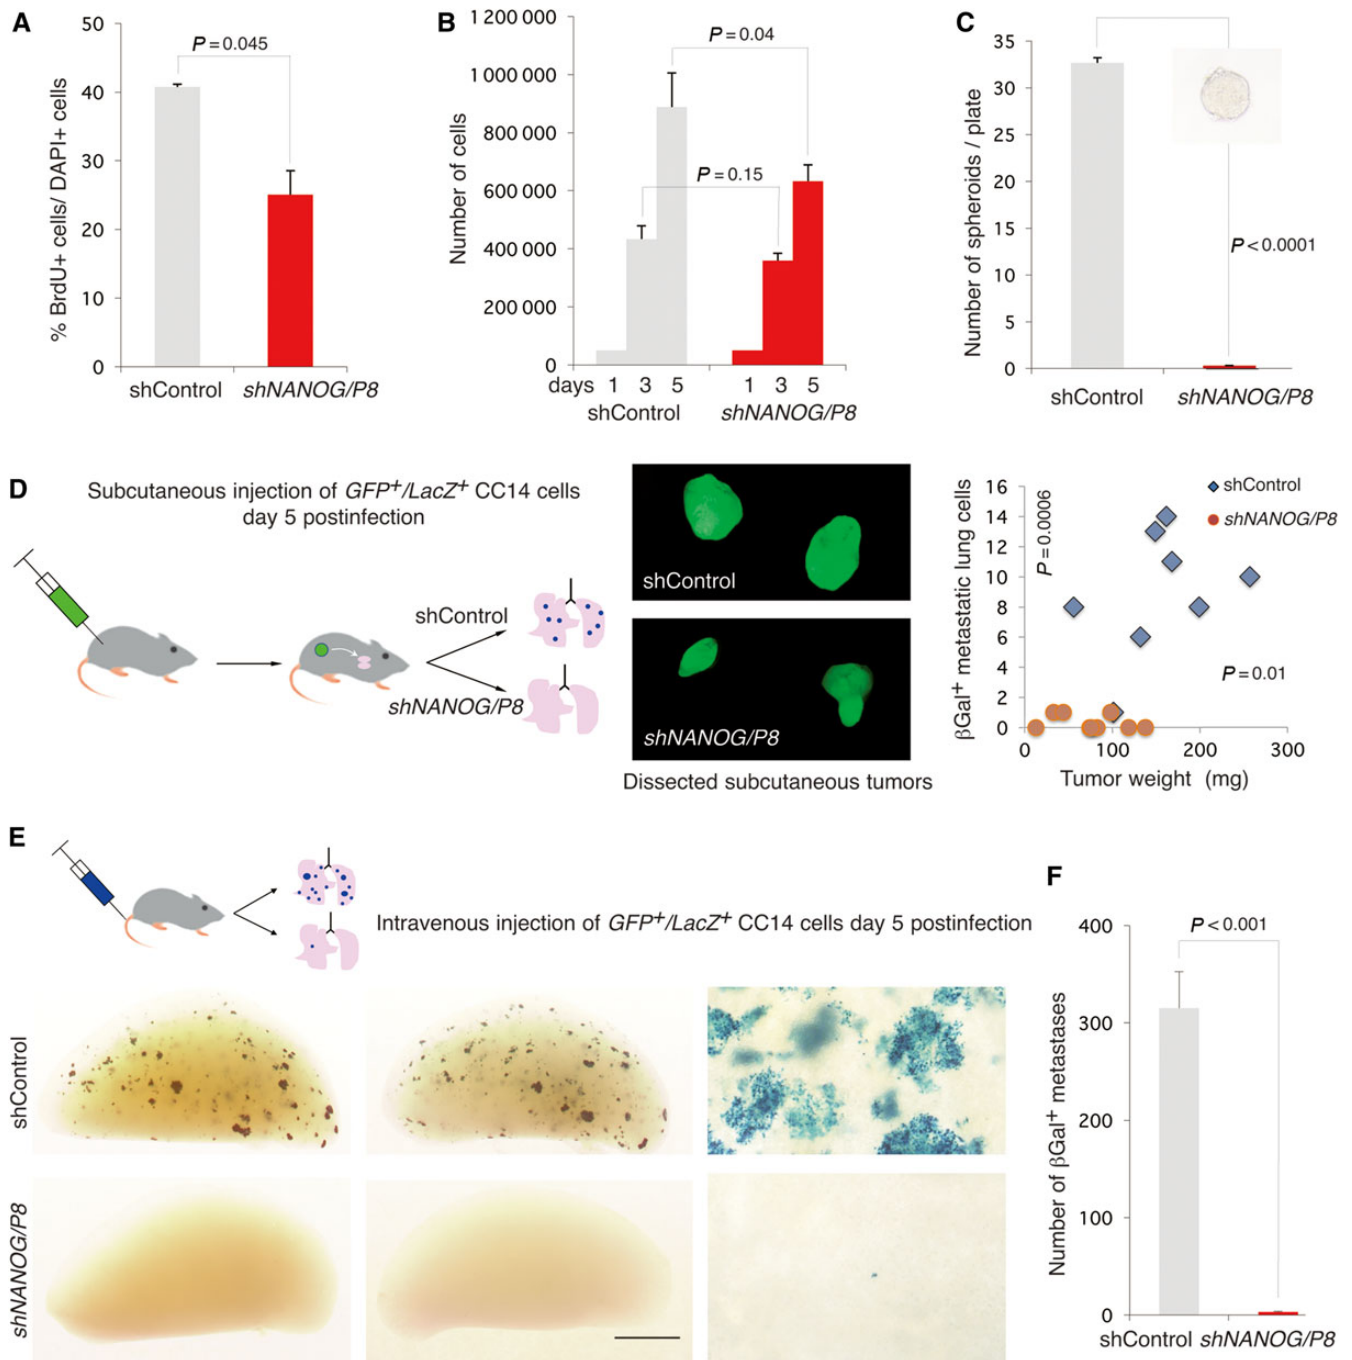 A
50
40
30
20
10
0
% BrdU+ cells/ DAPI+ cells
P = 0.045
shControl shNANOG/P8
B
1200 000
1000 000
800 000
600 000
400 000
200 000
0
Number of cells
P = 0.04
P = 0.15
days 1 3 5 1 3 5
shControl shNANOG/P8
C
35
30
25
20
15
10
5
0
Number of spheroids / plate
P < 0.0001
shControl shNANOG/P8
D
Subcutaneous injection of GFP+/LacZ+ CC14 cells
day 5 postinfection
shControl
shNANOG/P8
shControl
shNANOG/P8
Dissected subcutaneous tumors
βGal+ metastatic lung cells
16
14
12
10
8
6
4
2
0
P = 0.0006
shControl
shNANOG/P8
P = 0.01
0 100 200 300
Tumor weight (mg)
E
Intravenous injection of GFP+/LacZ+ CC14 cells day 5 postinfection
shControl
shNANOG/P8
F
400
300
200
100
0
Number of βGal+ metastases
P < 0.001
shControl shNANOG/P8